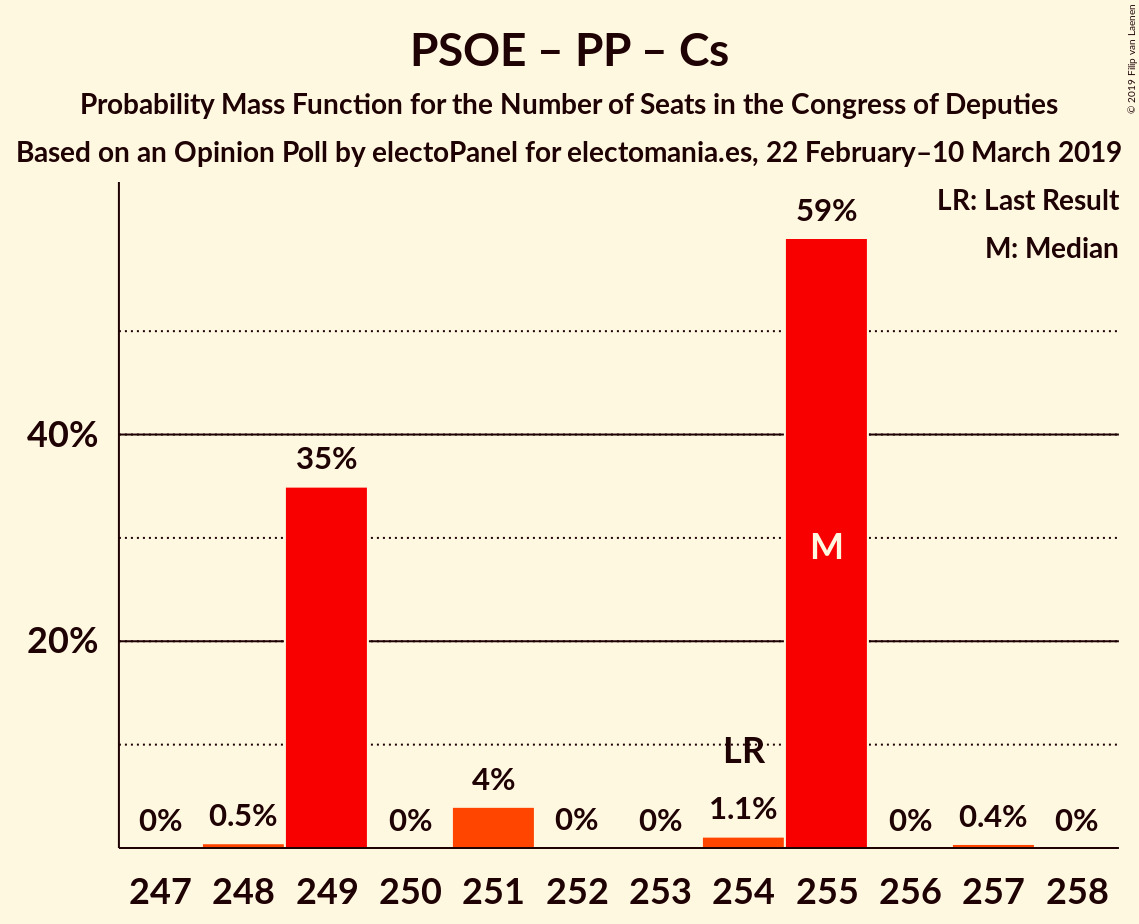 PSOE – PP – Cs
Probability Mass Function for the Number of Seats in the Congress of Deputies
Based on an Opinion Poll by electoPanel for electomania.es, 22 February–10 March 2019
© 2019 Filip van Laenen
LR: Last Result
M: Median
59%
40%
35%
M
20%
LR
4%
0%
0.5%
0%
0%
0%
1.1%
0%
0.4%
0%
247 248 249 250 251 252 253 254 255 256 257 258